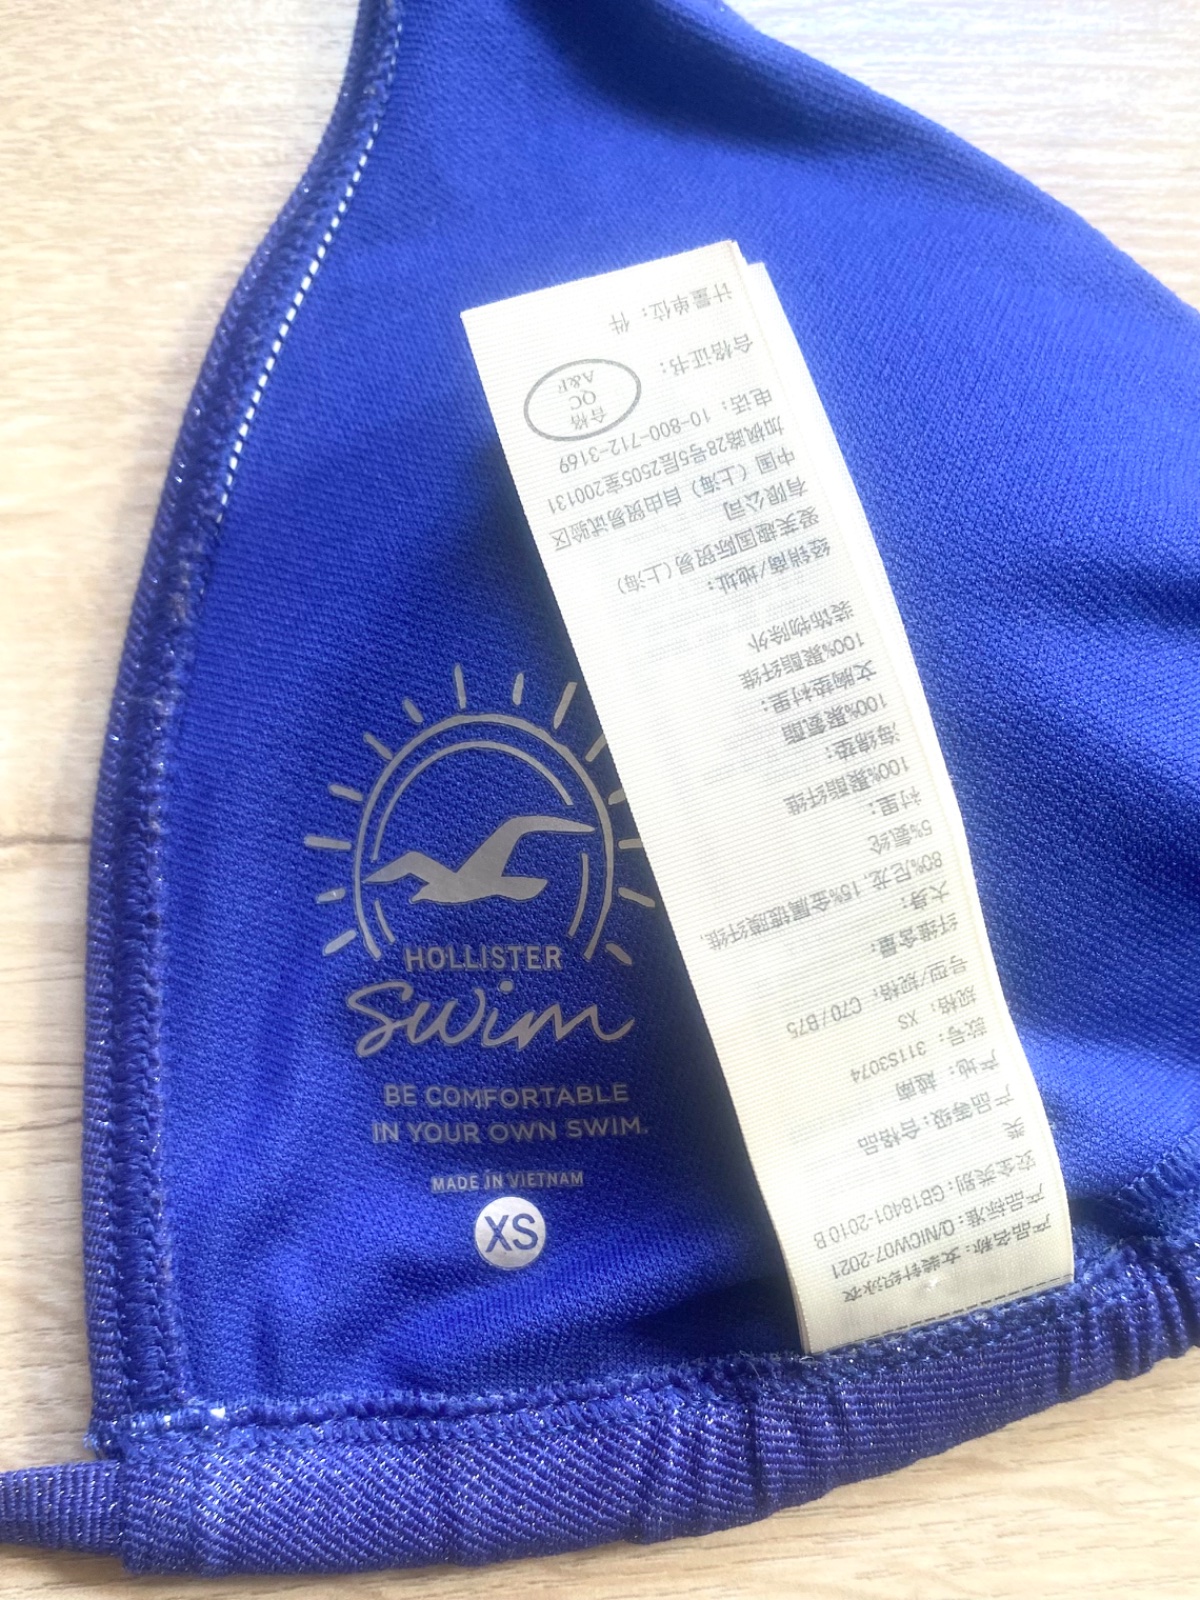 HOLLISTER
Swim
BE COMFORTABLE
IN YOUR OWN SWIM.
MADE IN VIETNAM
XS
产品名称：女装针织泳衣
产品标准：Q/NICW07-2021
安全类别：GB18401-2010 B
类
产品等级：合格品
产地：越南
款号：311S3074
规格：XS
号型/规格：C70/B75
纤维含量：
大身：
80%尼龙，15%金属镀膜纤维，
5%氨纶
衬里：
100%聚酯纤维
海绵垫：
100%聚氨酯
文胸垫衬里：
100%聚酯纤维
装饰物除外
经销商/地址：
爱芙趣国际贸易（上海）
有限公司
中国（上海）自由贸易试验区
加枫路28号5层2505室200131
电话：10-800-712-3169
合格证书：
合格
QC
A&F
计量单位：件